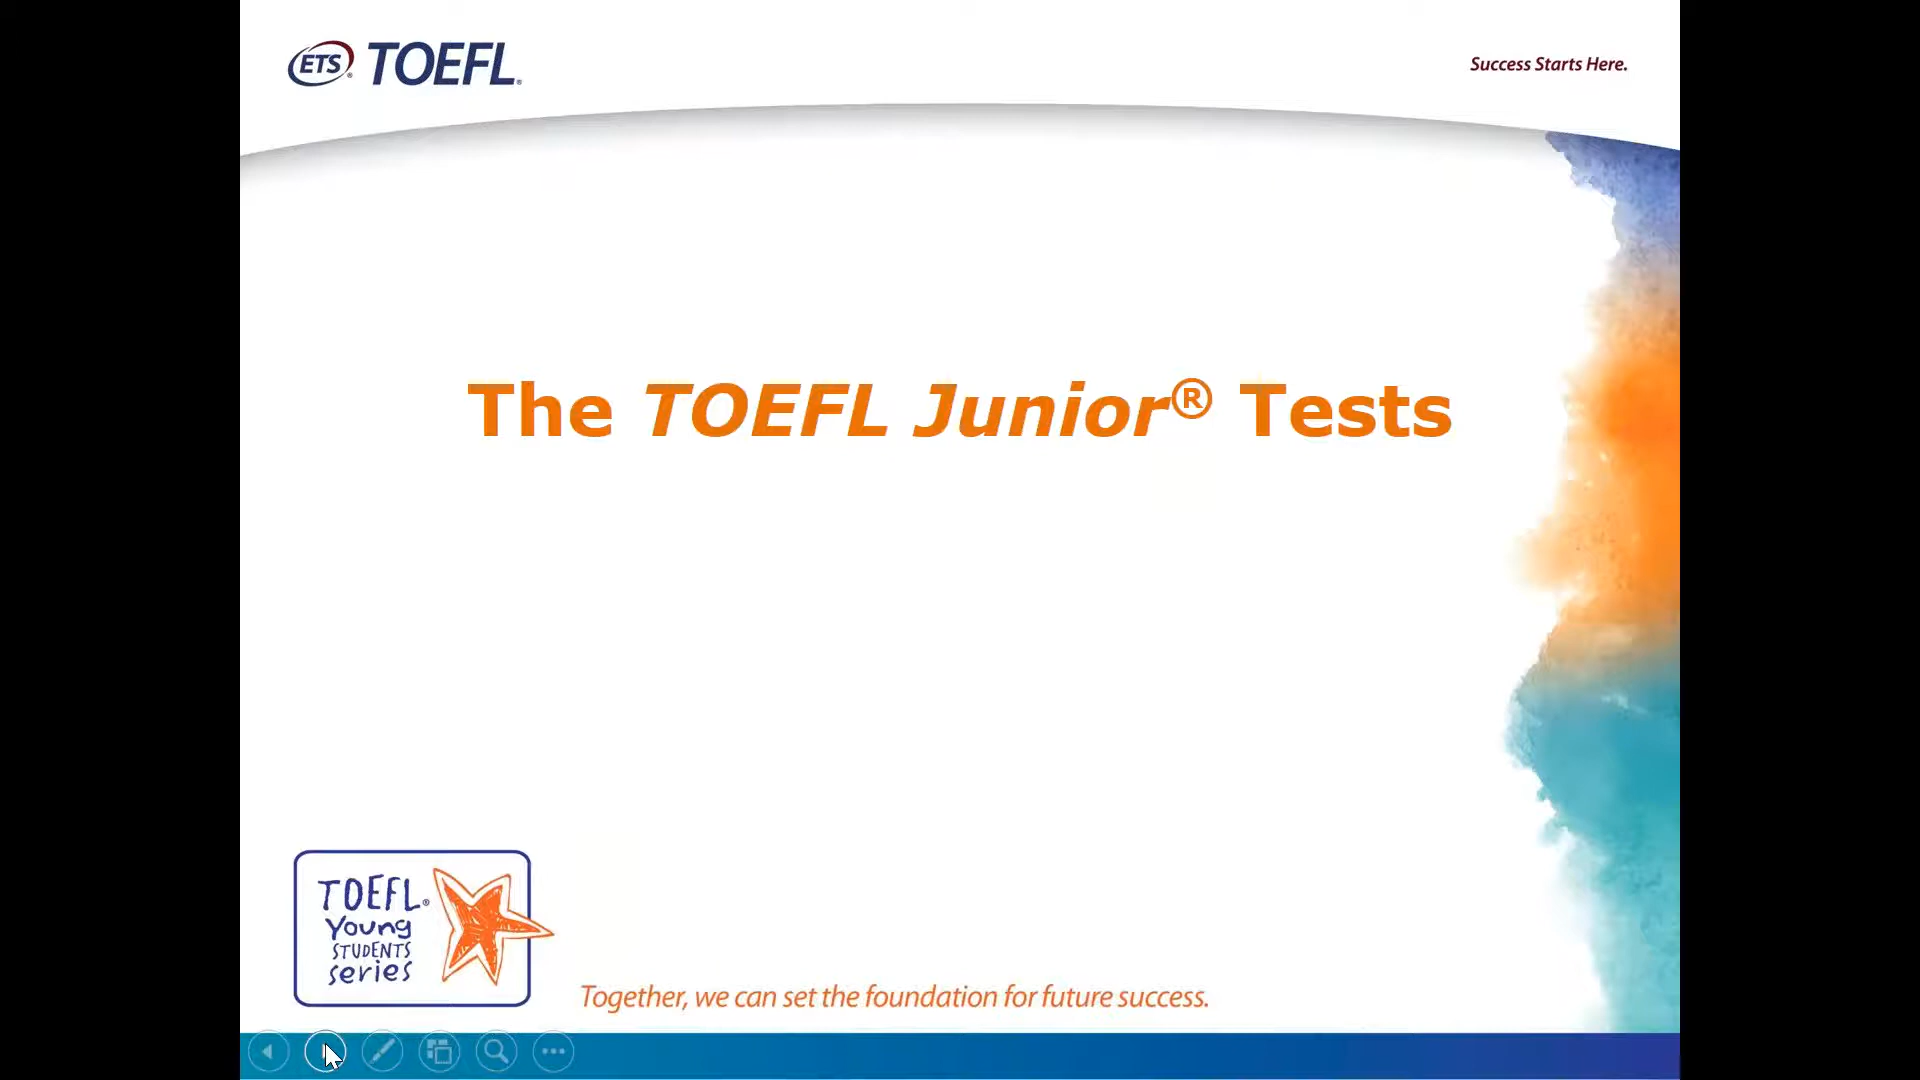 ETS® TOEFL®
Success Starts Here.
The TOEFL Junior® Tests
TOEFL®
Young
STUDENTS
series
Together, we can set the foundation for future success.